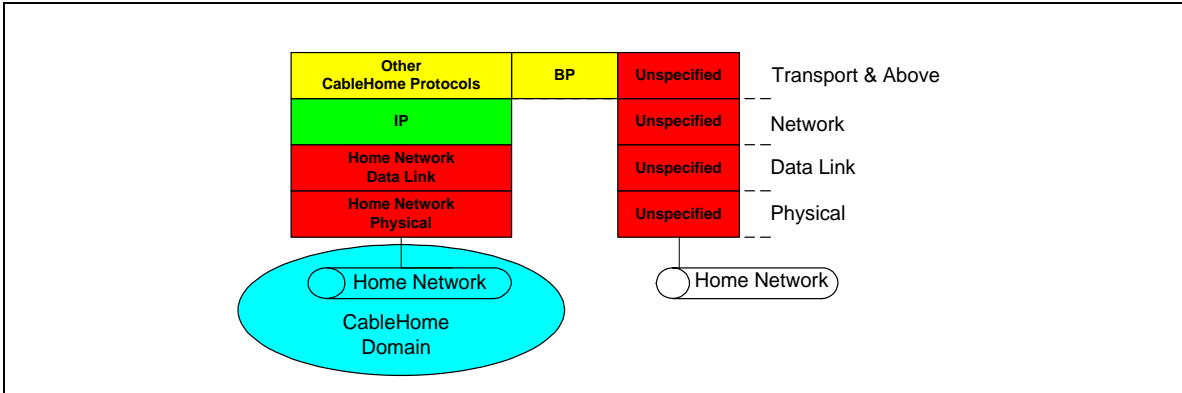 Other
CableHome Protocols
BP
Unspecified
Transport & Above
IP
Unspecified
Network
Home Network
Data Link
Unspecified
Data Link
Home Network
Physical
Unspecified
Physical
Home Network
Home Network
CableHome
Domain